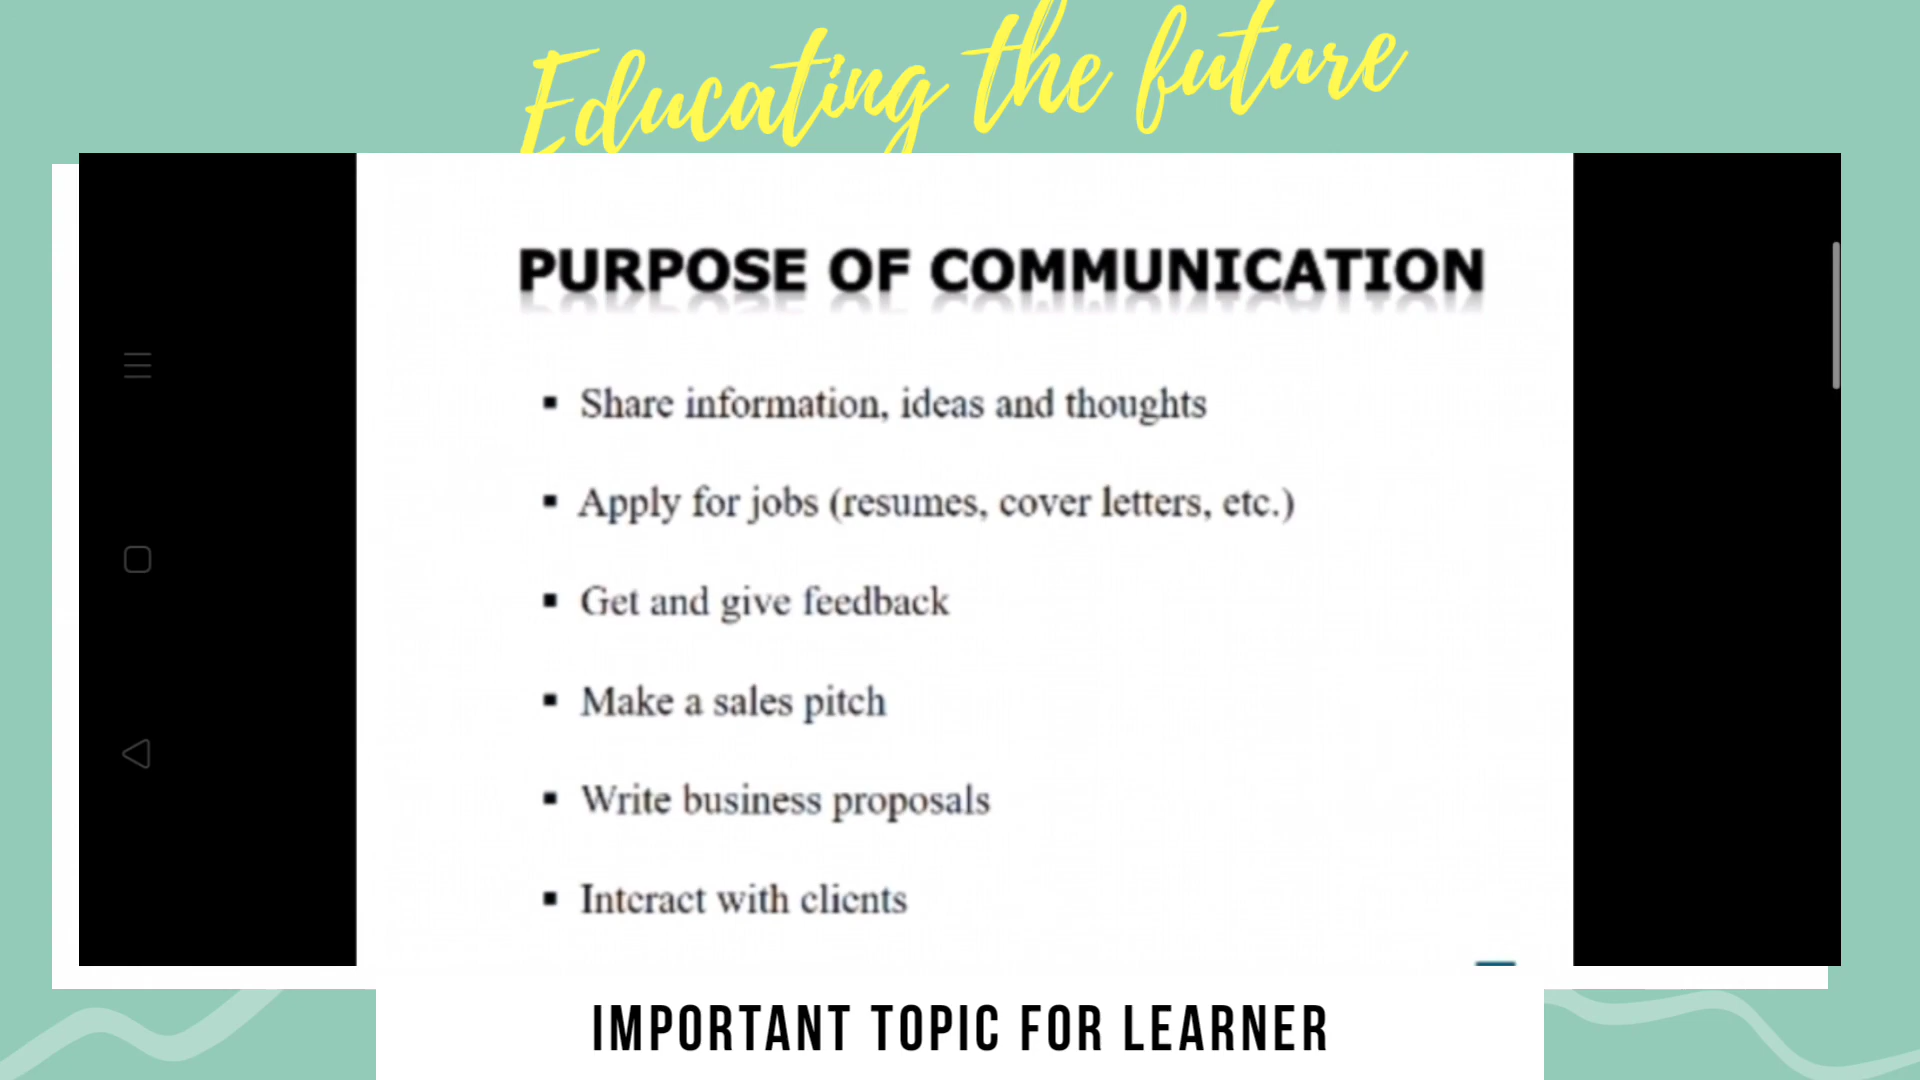 Educating the future
PURPOSE OF COMMUNICATION
▪ Share information, ideas and thoughts
▪ Apply for jobs (resumes, cover letters, etc.)
▪ Get and give feedback
▪ Make a sales pitch
▪ Write business proposals
▪ Interact with clients
IMPORTANT TOPIC FOR LEARNER